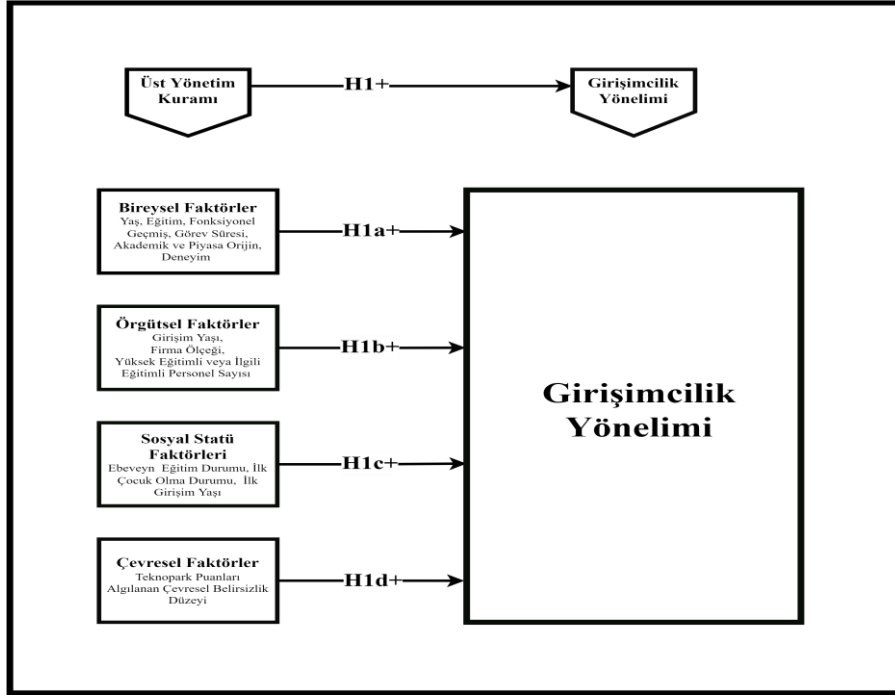 Üst Yönetim
Kuramı
H1+
Girişimcilik
Yönelimi
Bireysel Faktörler
Yaş, Eğitim, Fonksiyonel
Geçmiş, Görev Süresi,
Akademik ve Piyasa Orijin,
Deneyim
H1a+
Örgütsel Faktörler
Girişim Yaşı,
Firma Ölçeği,
Yüksek Eğitimli veya İlgili
Eğitimli Personel Sayısı
H1b+
Sosyal Statü
Faktörleri
Ebeveyn Eğitim Durumu, İlk
Çocuk Olma Durumu, İlk
Girişim Yaşı
H1c+
Çevresel Faktörler
Teknopark Puanları
Algılanan Çevresel Belirsizlik
Düzeyi
H1d+
Girişimcilik
Yönelimi